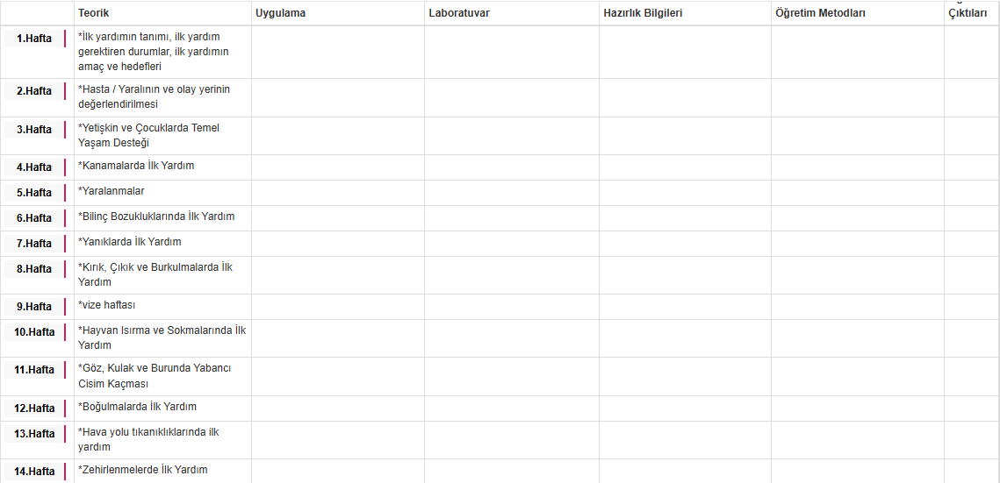 Teorik Uygulama Laboratuvar Hazırlık Bilgileri Öğretim Metodları Çıktıları
1.Hafta *İlk yardımın tanımı, ilk yardım
gerektiren durumlar, ilk yardımın
amaç ve hedefleri
2.Hafta *Hasta / Yaralının ve olay yerinin
değerlendirilmesi
3.Hafta *Yetişkin ve Çocuklarda Temel
Yaşam Desteği
4.Hafta *Kanamalarda İlk Yardım
5.Hafta *Yaralanmalar
6.Hafta *Bilinç Bozukluklarında İlk Yardım
7.Hafta *Yanıklarda İlk Yardım
8.Hafta *Kırık, Çıkık ve Burkulmalarda İlk
Yardım
9.Hafta *vize haftası
10.Hafta *Hayvan Isırma ve Sokmalarında İlk
Yardım
11.Hafta *Göz, Kulak ve Burunda Yabancı
Cisim Kaçması
12.Hafta *Boğulmalarda İlk Yardım
13.Hafta *Hava yolu tıkanıklıklarında ilk
yardım
14.Hafta *Zehirlenmelerde İlk Yardım